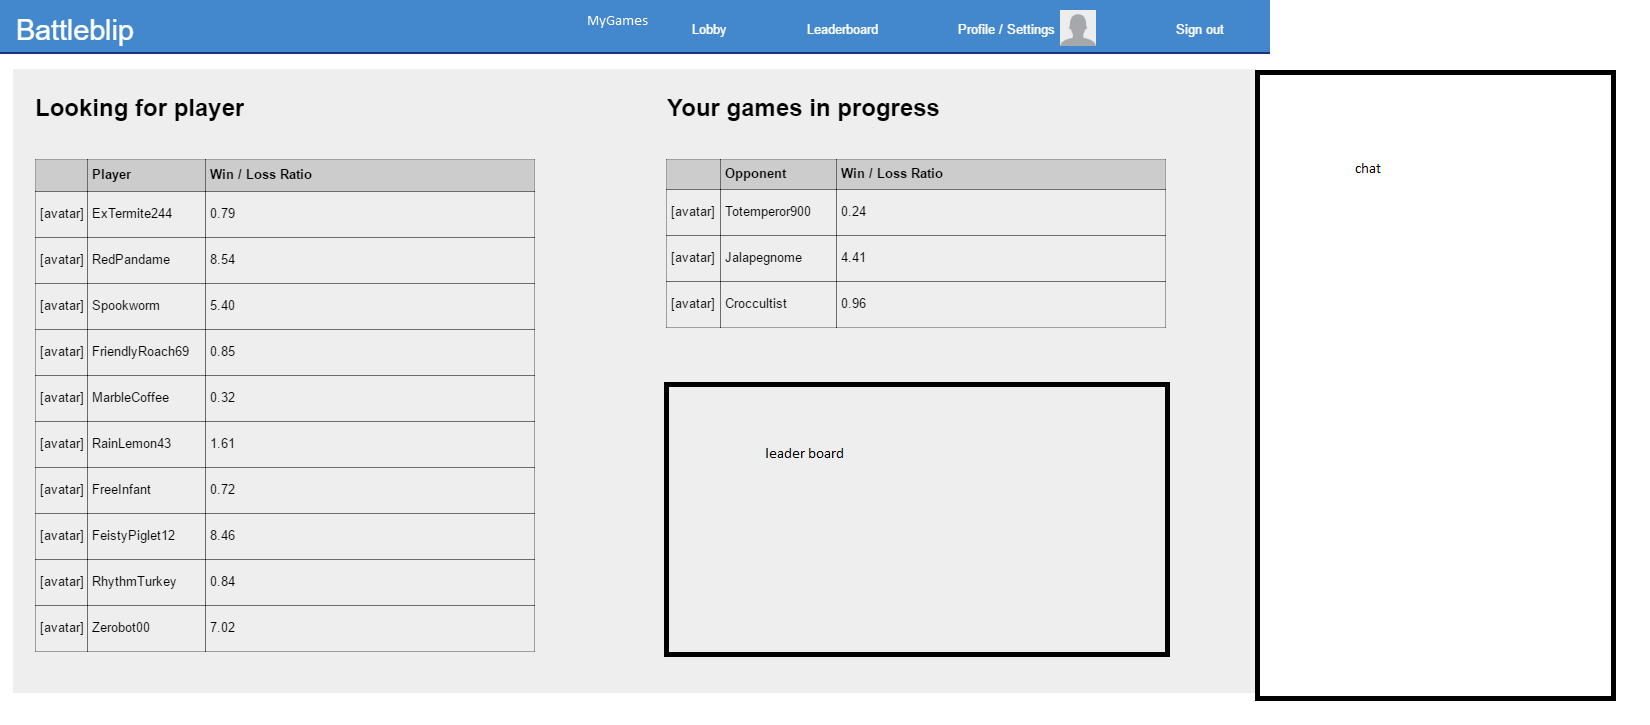 Battleblip
MyGames
Lobby
Leaderboard
Profile / Settings
Sign out
Looking for player
Player Win / Loss Ratio
[avatar] ExTermite244 0.79
[avatar] RedPandame 8.54
[avatar] Spookworm 5.40
[avatar] FriendlyRoach69 0.85
[avatar] MarbleCoffee 0.32
[avatar] RainLemon43 1.61
[avatar] FreeInfant 0.72
[avatar] FeistyPiglet12 8.46
[avatar] RhythmTurkey 0.84
[avatar] Zerobot00 7.02
Your games in progress
Opponent Win / Loss Ratio
[avatar] Totemperor900 0.24
[avatar] Jalapegnome 4.41
[avatar] Croccultist 0.96
leader board
chat